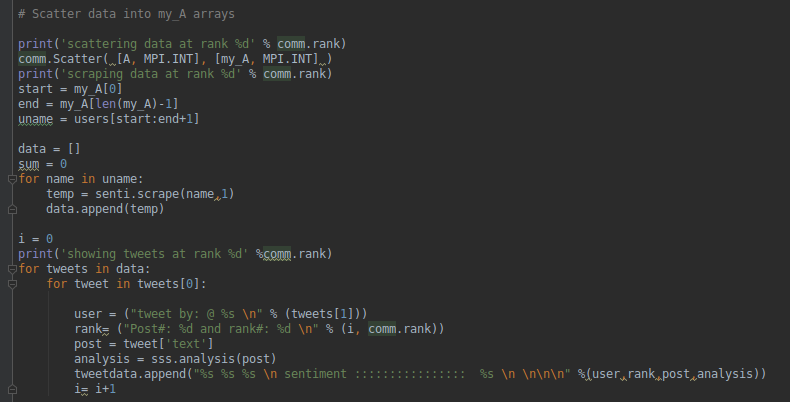 # Scatter data into my_A arrays
print('scattering data at rank %d' % comm.rank)
comm.Scatter( [A, MPI.INT], [my_A, MPI.INT] )
print('scraping data at rank %d' % comm.rank)
start = my_A[0]
end = my_A[len(my_A)-1]
uname = users[start:end+1]
data = []
sum = 0
for name in uname:
    temp = senti.scrape(name,1)
    data.append(temp)
i = 0
print('showing tweets at rank %d' %comm.rank)
for tweets in data:
    for tweet in tweets[0]:
        user = ("tweet by: @ %s \n" % (tweets[1]))
        rank= ("Post#: %d and rank#: %d \n" % (i, comm.rank))
        post = tweet['text']
        analysis = sss.analysis(post)
        tweetdata.append("%s %s %s \n sentiment ::::::::::::::::  %s \n \n\n\n" %(user,rank,post,analysis))
        i= i+1